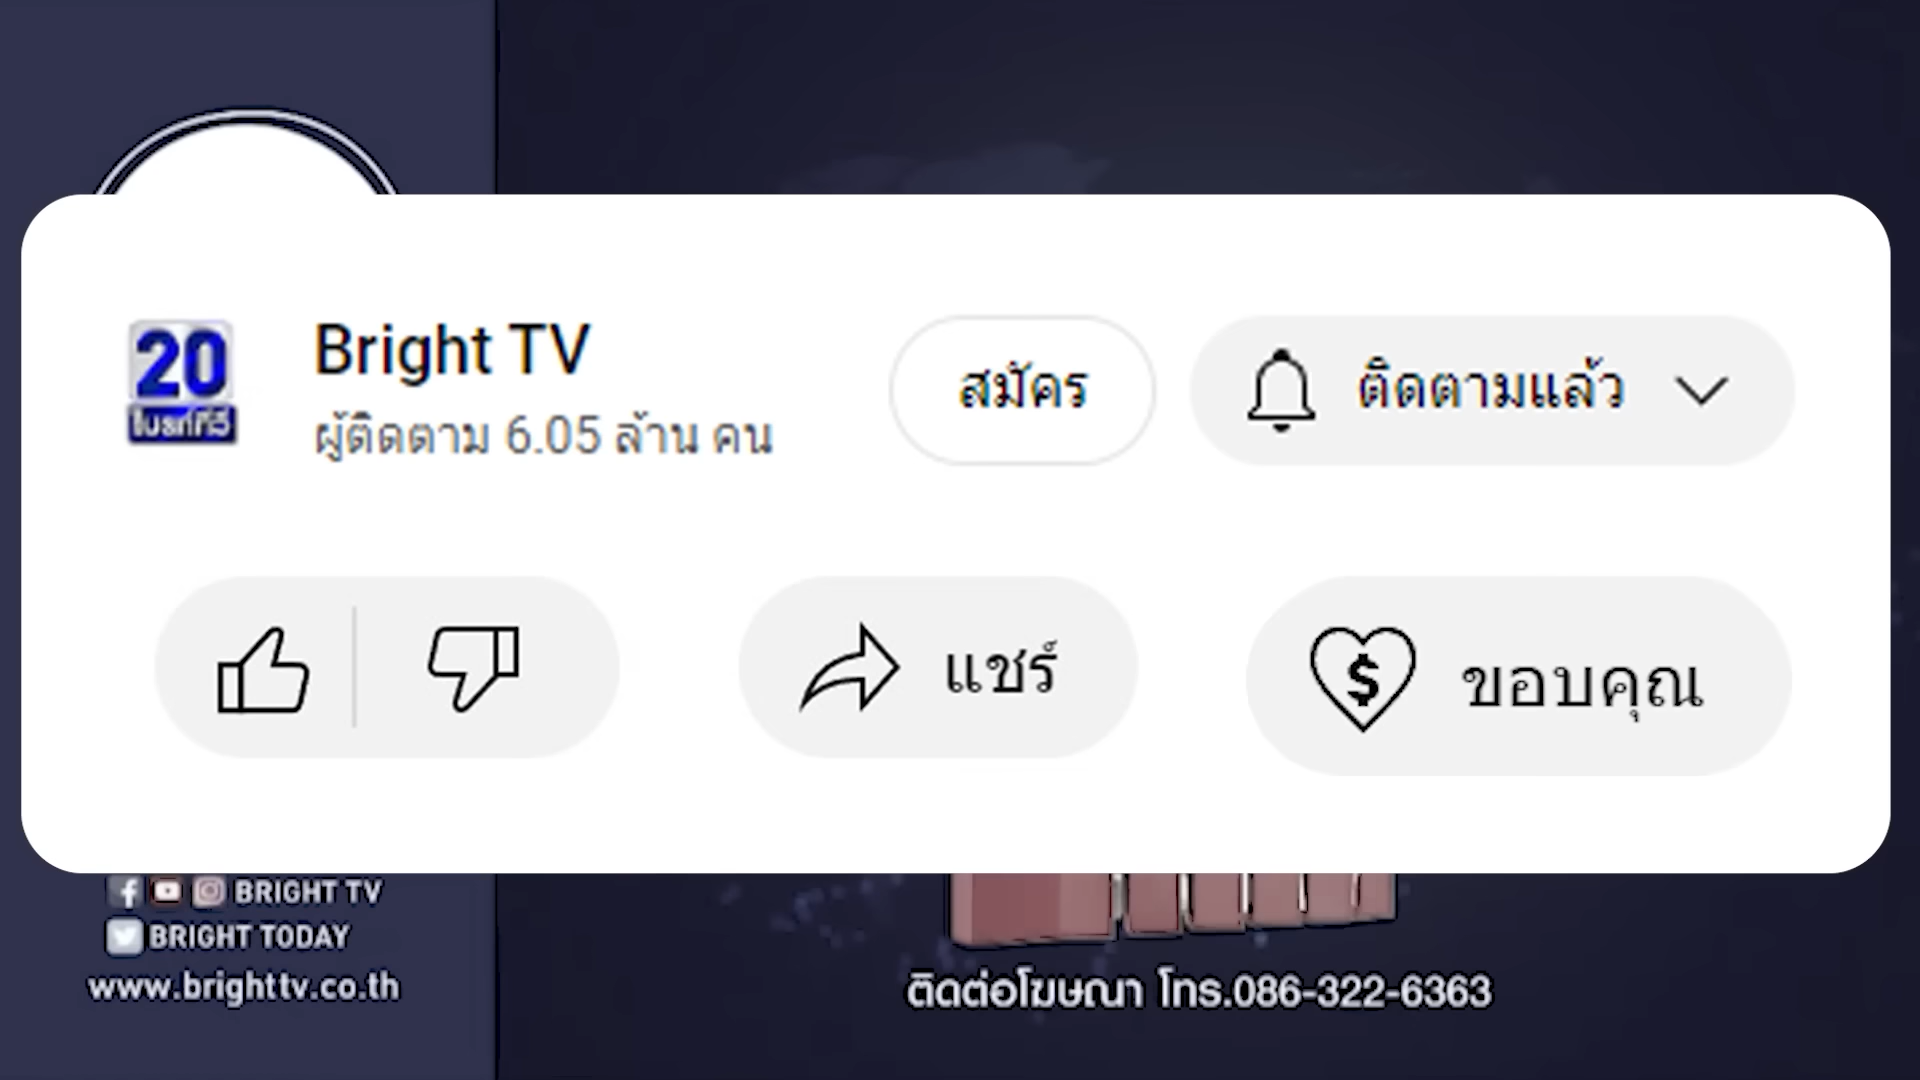 20
ไบรท์ทีวี
Bright TV
ผู้ติดตาม 6.05 ล้าน คน
สมัคร
ติดตามแล้ว
แชร์
$
ขอบคุณ
BRIGHT TV
BRIGHT TODAY
www.brighttv.co.th
ติดต่อโฆษณา โทร.086-322-6363